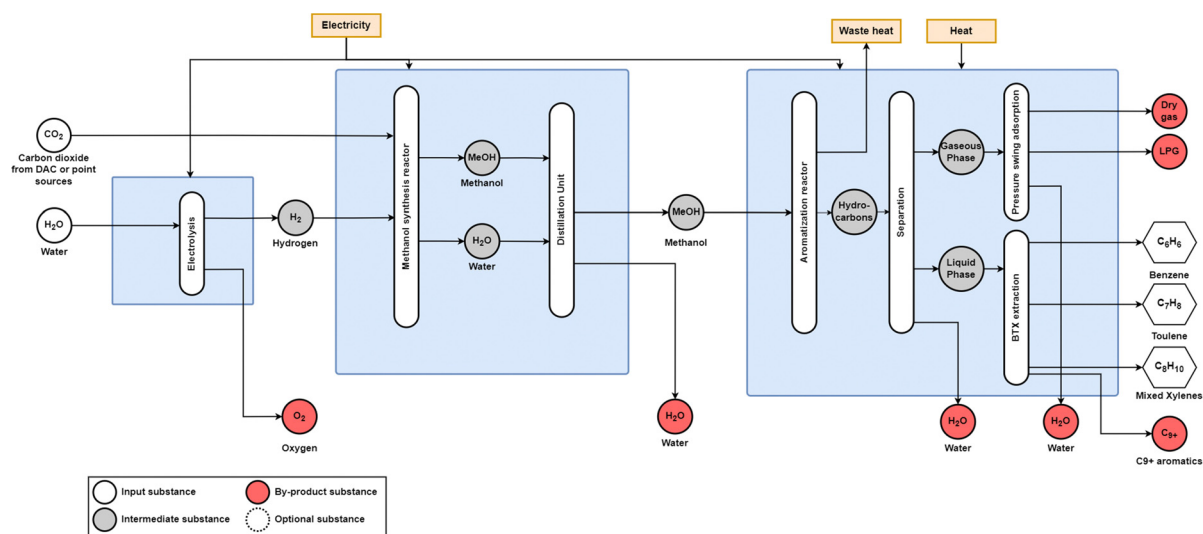 Electricity
Waste heat
Heat
CO2
Carbon dioxide
from DAC or point
sources
H2O
Water
Electrolysis
H2
Hydrogen
O2
Oxygen
Methanol synthesis reactor
MeOH
Methanol
H2O
Water
Distillation Unit
MeOH
Methanol
H2O
Water
Aromatization reactor
Hydro-
carbons
Separation
Gaseous
Phase
Liquid
Phase
Pressure swing adsorption
BTX extraction
Dry
gas
LPG
C6H6
Benzene
C7H8
Toulene
C8H10
Mixed Xylenes
H2O
Water
H2O
Water
C9+
C9+ aromatics
Input substance
By-product substance
Intermediate substance
Optional substance